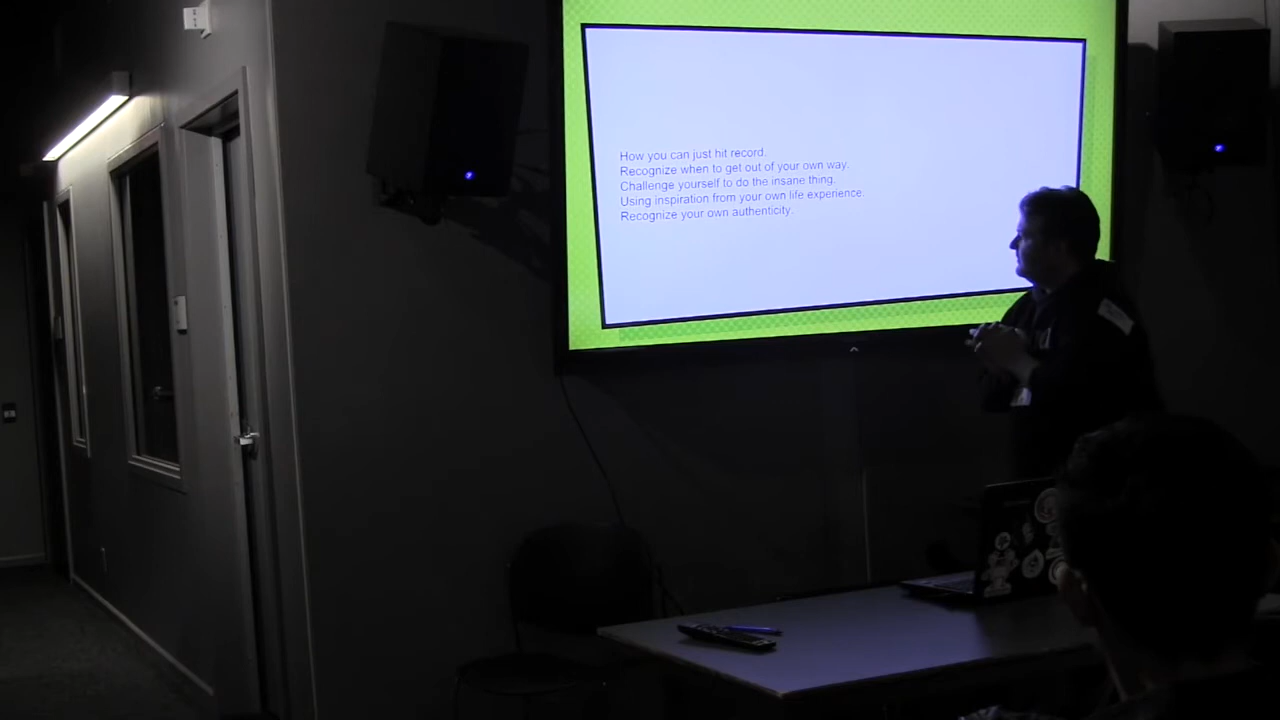 How you can just hit record.
Recognize when to get out of your own way.
Challenge yourself to do the insane thing.
Using inspiration from your own life experience.
Recognize your own authenticity.